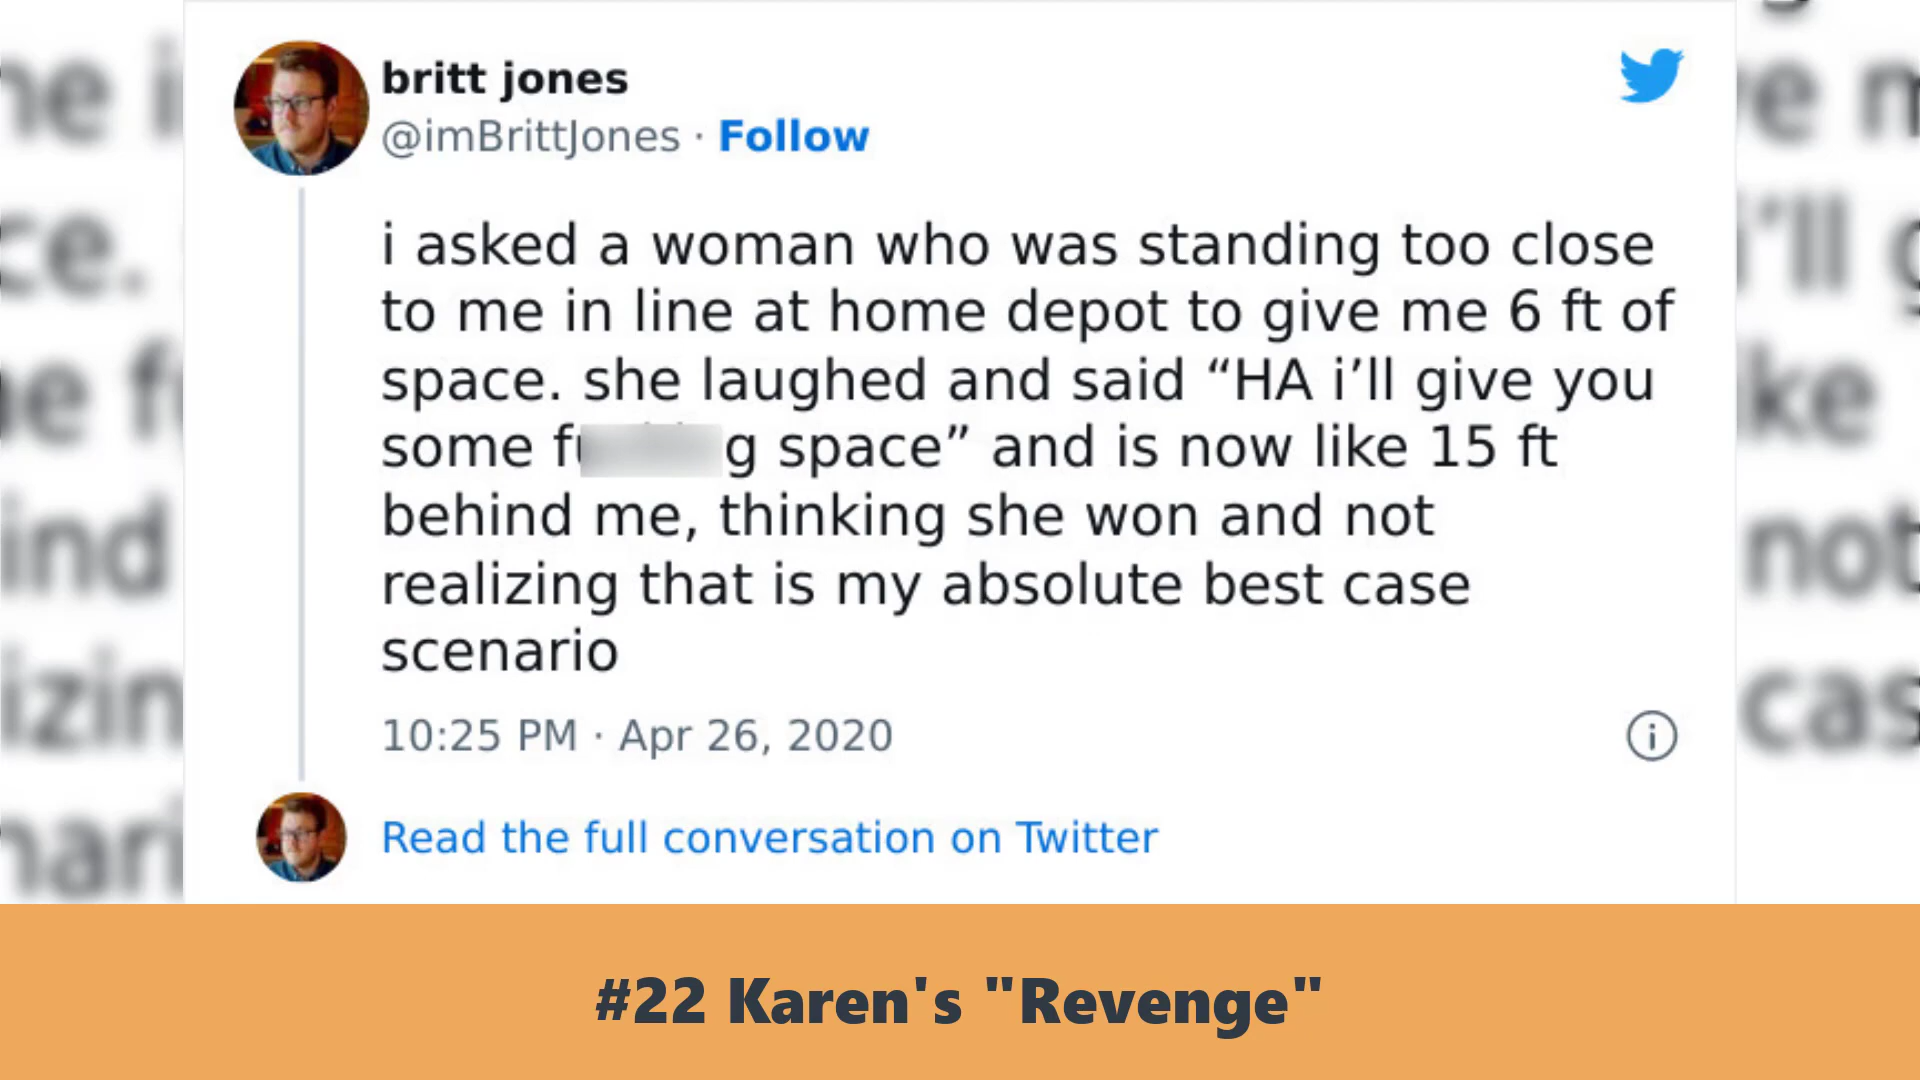 britt jones
@imBrittJones · Follow
i asked a woman who was standing too close
to me in line at home depot to give me 6 ft of
space. she laughed and said “HA i’ll give you
some f g space” and is now like 15 ft
behind me, thinking she won and not
realizing that is my absolute best case
scenario
10:25 PM · Apr 26, 2020
Read the full conversation on Twitter
#22 Karen's "Revenge"